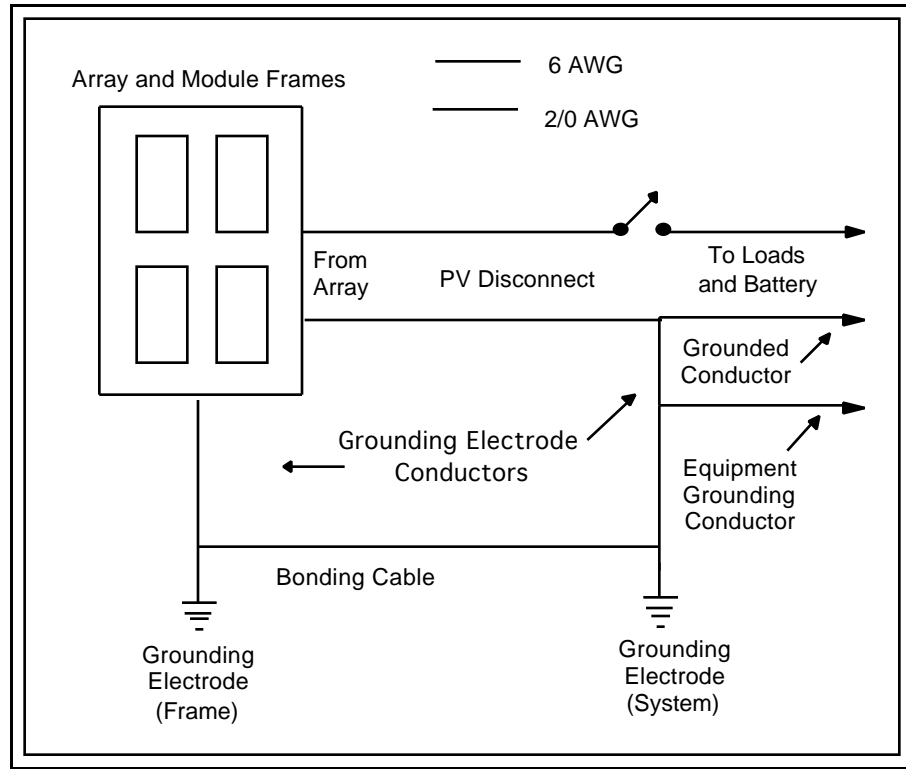 Array and Module Frames
6 AWG
2/0 AWG
From
Array
PV Disconnect
To Loads
and Battery
Grounded
Conductor
Grounding Electrode
Conductors
Equipment
Grounding
Conductor
Bonding Cable
Grounding
Electrode
(Frame)
Grounding
Electrode
(System)